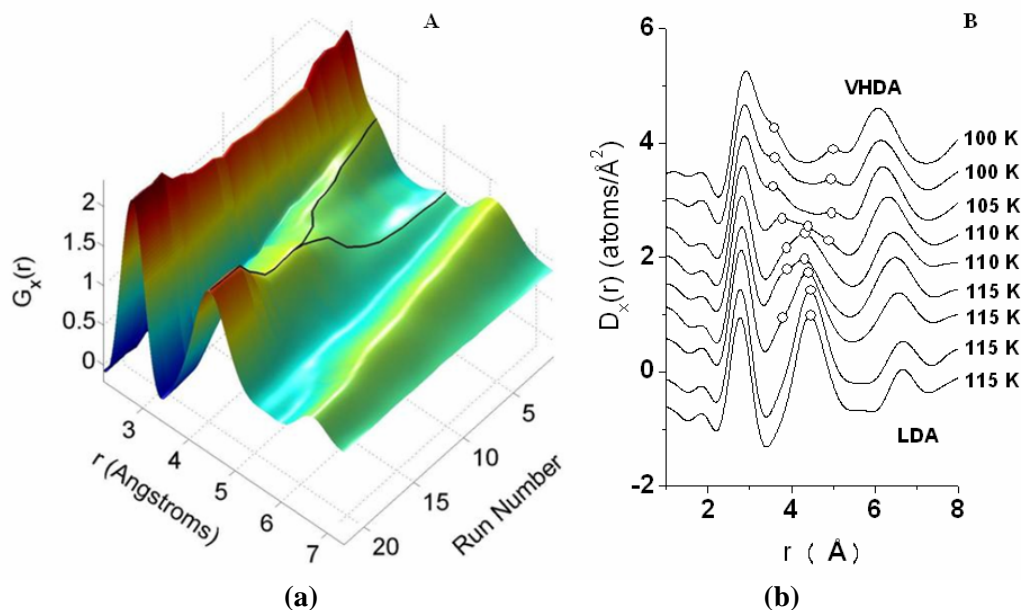 A
2
1.5
1
0.5
0
Gx(r)
3
4
5
6
7
r (Angstroms)
5
10
15
20
Run Number
(a)
B
6
4
2
0
-2
Dx(r) (atoms/Å²)
VHDA
100 K
100 K
105 K
110 K
110 K
115 K
115 K
115 K
115 K
LDA
2
4
6
8
r ( Å)
(b)